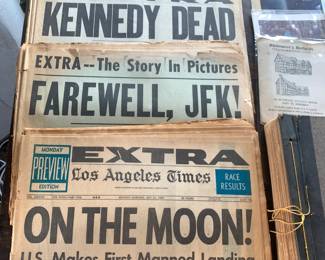 EXTRA
KENNEDY DEAD
EXTRA--The Story In Pictures
FAREWELL, JFK!
MONDAY
PREVIEW
EDITION
EXTRA
Los Angeles Times
RACE
RESULTS
ON THE MOON!
U.S. Makes First Manned Landing